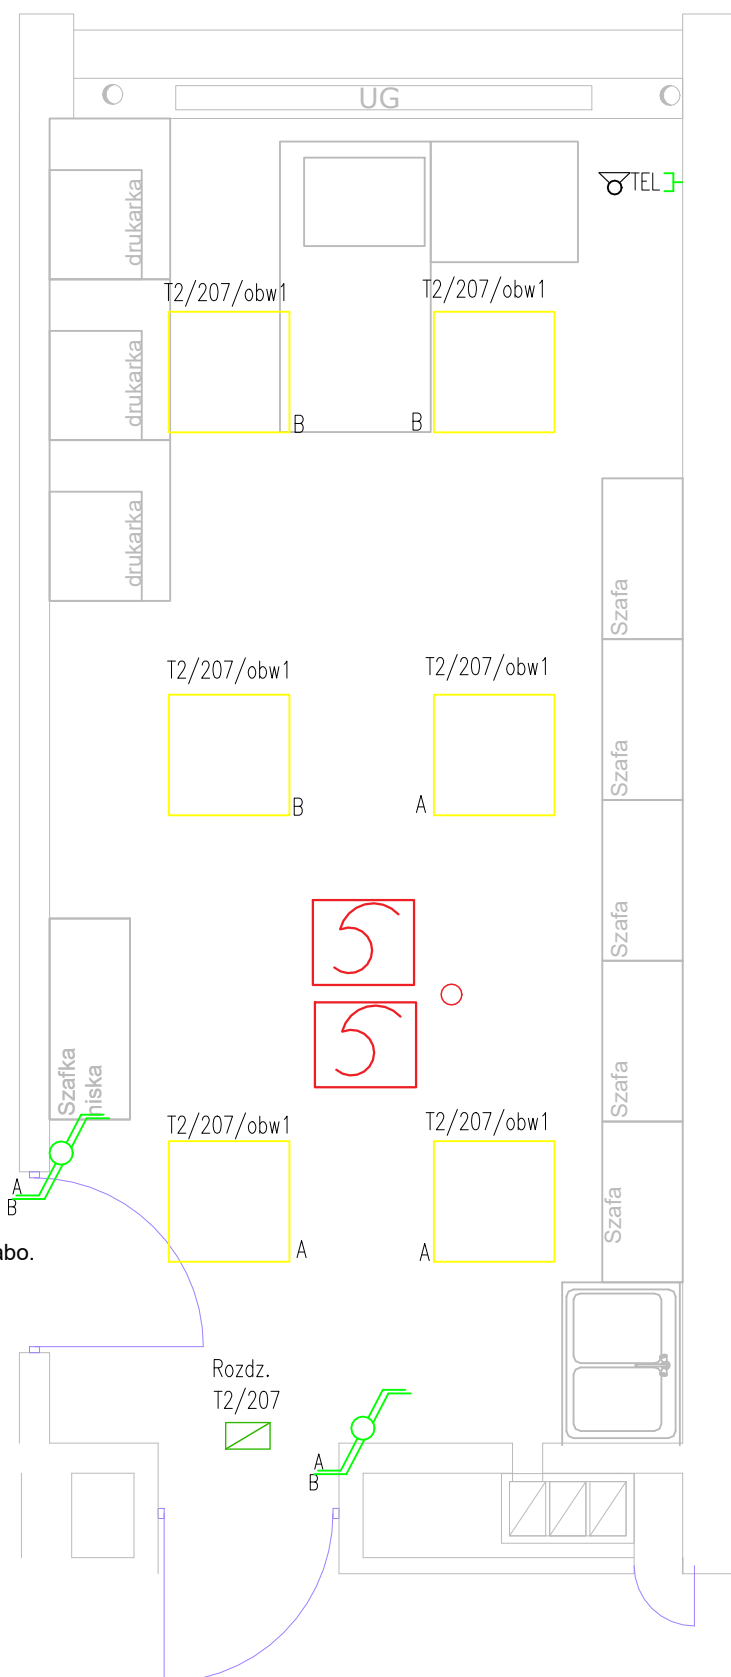 UG
TEL
drukarka
T2/207/obw1
T2/207/obw1
drukarka
B
B
drukarka
Szafa
T2/207/obw1
T2/207/obw1
Szafa
B
A
Szafa
Szafka
niska
Szafa
T2/207/obw1
T2/207/obw1
A
B
Szafa
abo.
A
A
Rozdz.
T2/207
A
B